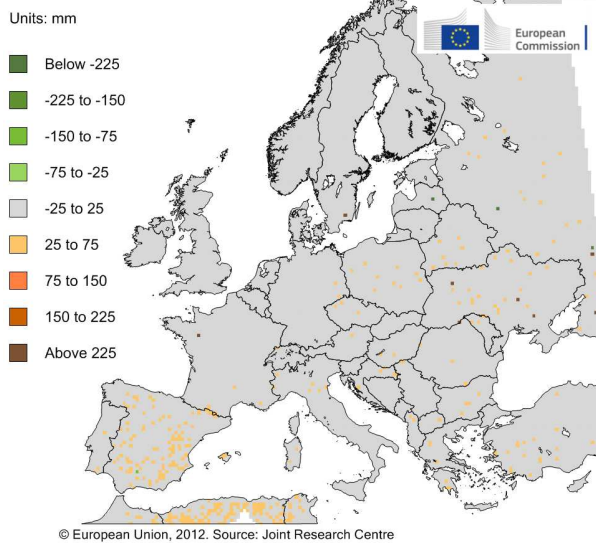 Units: mm
European
Commission
Below -225
-225 to -150
-150 to -75
-75 to -25
-25 to 25
25 to 75
75 to 150
150 to 225
Above 225
© European Union, 2012. Source: Joint Research Centre